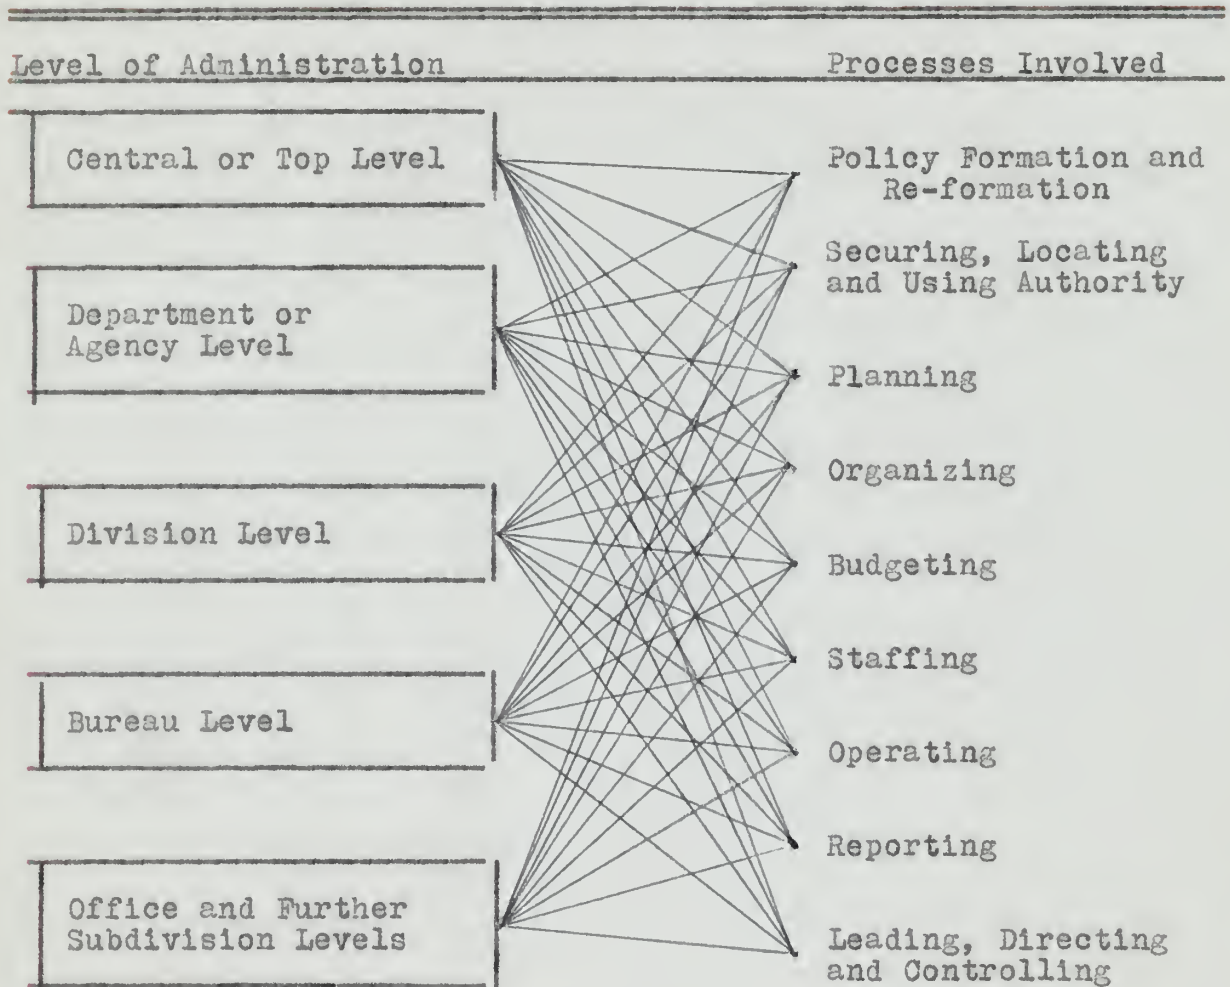 Level of Administration
Processes Involved
Central or Top Level
Policy Formation and
Re-formation
Securing, Locating
and Using Authority
Department or
Agency Level
Planning
Organizing
Division Level
Budgeting
Staffing
Bureau Level
Operating
Reporting
Office and Further
Subdivision Levels
Leading, Directing
and Controlling